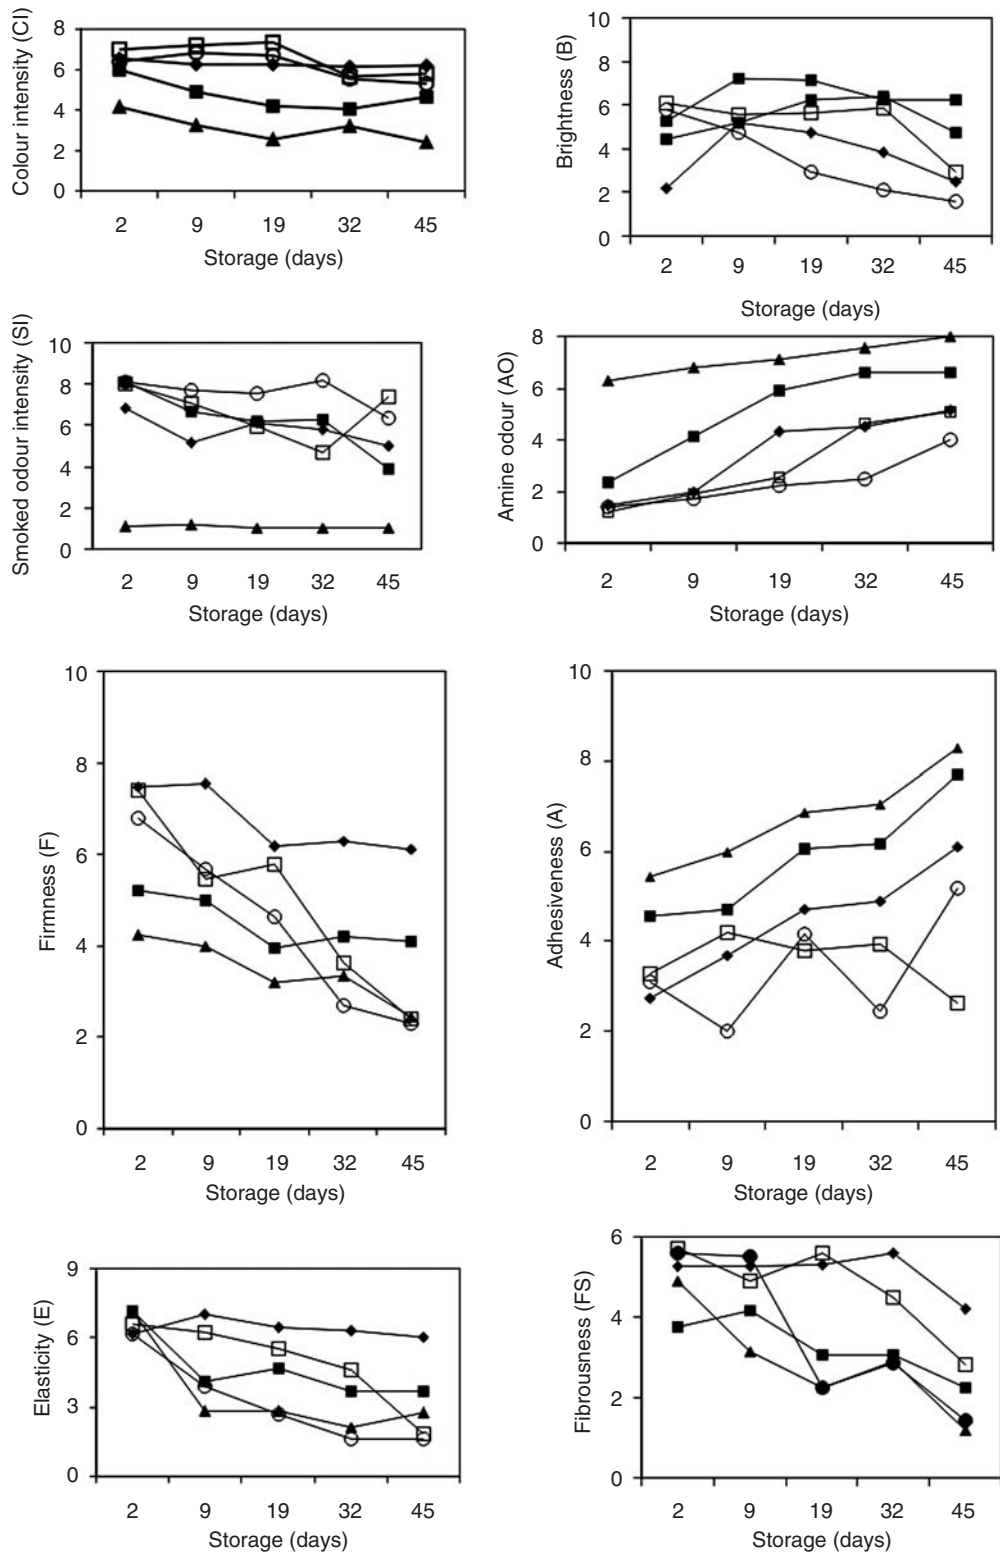 Colour intensity (CI)
8
6
4
2
0
2 9 19 32 45
Storage (days)
Brightness (B)
10
8
6
4
2
0
2 9 19 32 45
Storage (days)
Smoked odour intensity (SI)
10
8
6
4
2
0
2 9 19 32 45
Storage (days)
Amine odour (AO)
8
6
4
2
0
2 9 19 32 45
Storage (days)
Firmness (F)
10
8
6
4
2
0
2 9 19 32 45
Storage (days)
Adhesiveness (A)
10
8
6
4
2
0
2 9 19 32 45
Storage (days)
Elasticity (E)
9
6
3
0
2 9 19 32 45
Storage (days)
Fibrousness (FS)
6
4
2
0
2 9 19 32 45
Storage (days)